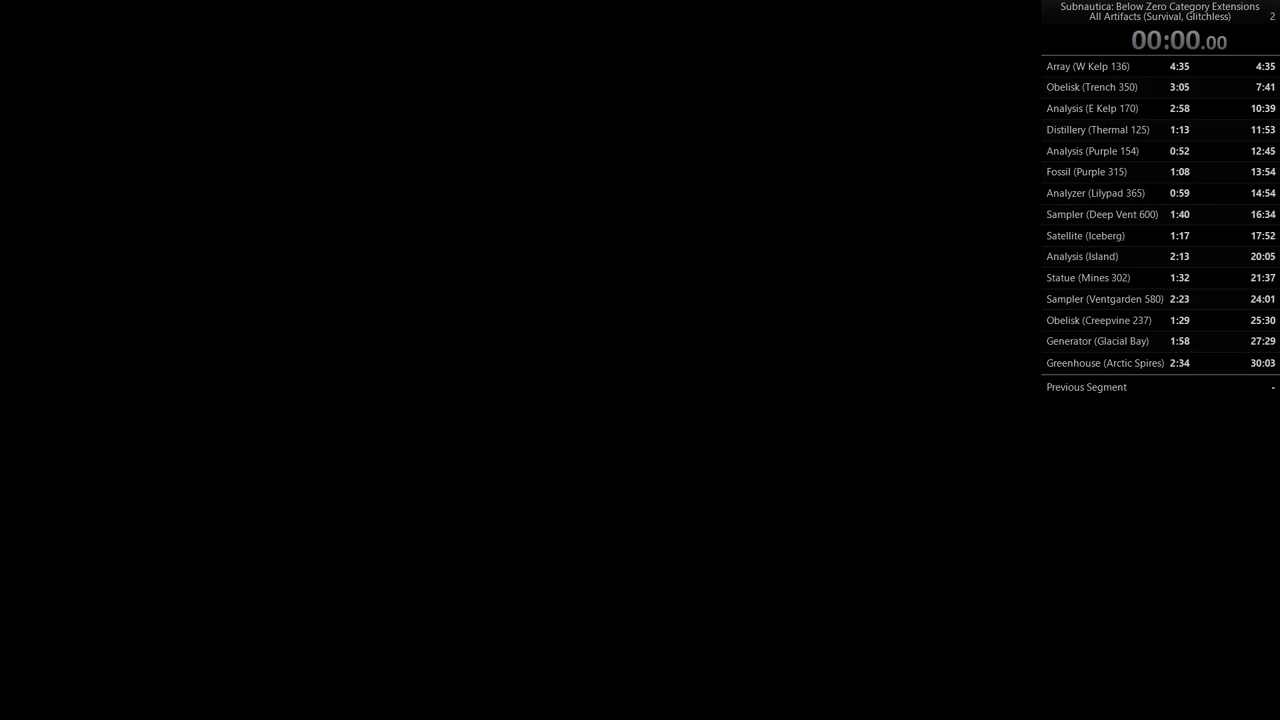 Subnautica: Below Zero Category Extensions
All Artifacts (Survival, Glitchless) 2
00:00.00
Array (W Kelp 136) 4:35 4:35
Obelisk (Trench 350) 3:05 7:41
Analysis (E Kelp 170) 2:58 10:39
Distillery (Thermal 125) 1:13 11:53
Analysis (Purple 154) 0:52 12:45
Fossil (Purple 315) 1:08 13:54
Analyzer (Lilypad 365) 0:59 14:54
Sampler (Deep Vent 600) 1:40 16:34
Satellite (Iceberg) 1:17 17:52
Analysis (Island) 2:13 20:05
Statue (Mines 302) 1:32 21:37
Sampler (Ventgarden 580) 2:23 24:01
Obelisk (Creepvine 237) 1:29 25:30
Generator (Glacial Bay) 1:58 27:29
Greenhouse (Arctic Spires) 2:34 30:03
Previous Segment -